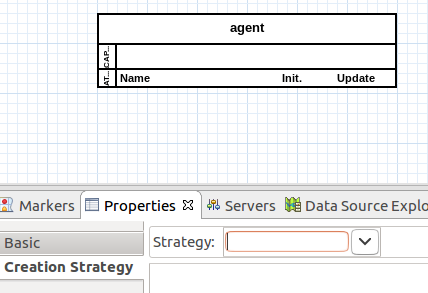 agent
CAP...
AT...
Name Init. Update
Markers Properties Servers Data Source Explo
Basic
Strategy:
Creation Strategy